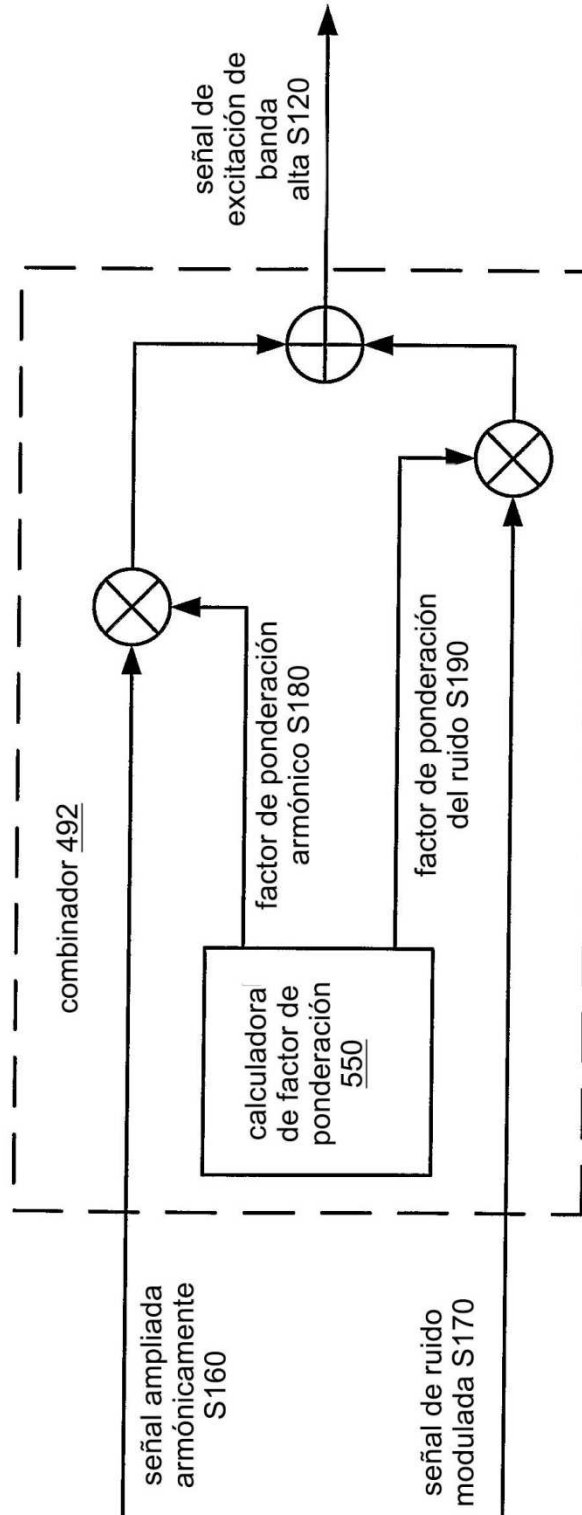 señal ampliada
armónicamente
S160
señal de ruido
modulada S170
combinador 492
calculadora
de factor de
ponderación
550
factor de ponderación
armónico S180
factor de ponderación
del ruido S190
señal de
excitación de
banda
alta S120